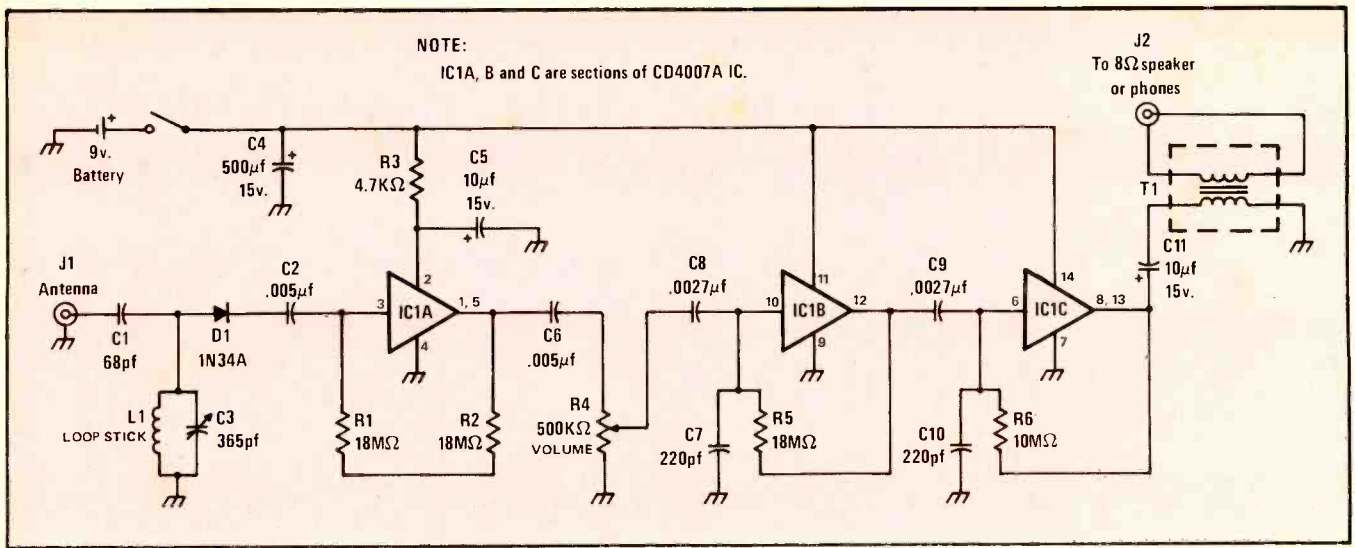 NOTE:
IC1A, B and C are sections of CD4007A IC.
J2
To 8Ω speaker
or phones
+
9v.
Battery
C4
500µf
15v.
+
R3
4.7KΩ
C5
10µf
15v.
+
T1
C11
10µf
15v.
+
J1
Antenna
C1
68pf
D1
1N34A
C2
.005µf
2
3
IC1A
1, 5
4
C6
.005µf
C8
.0027µf
11
10
IC1B
12
9
C9
.0027µf
14
6
IC1C
8, 13
7
L1
LOOP STICK
C3
365pf
R1
18MΩ
R2
18MΩ
R4
500KΩ
VOLUME
C7
220pf
R5
18MΩ
C10
220pf
R6
10MΩ